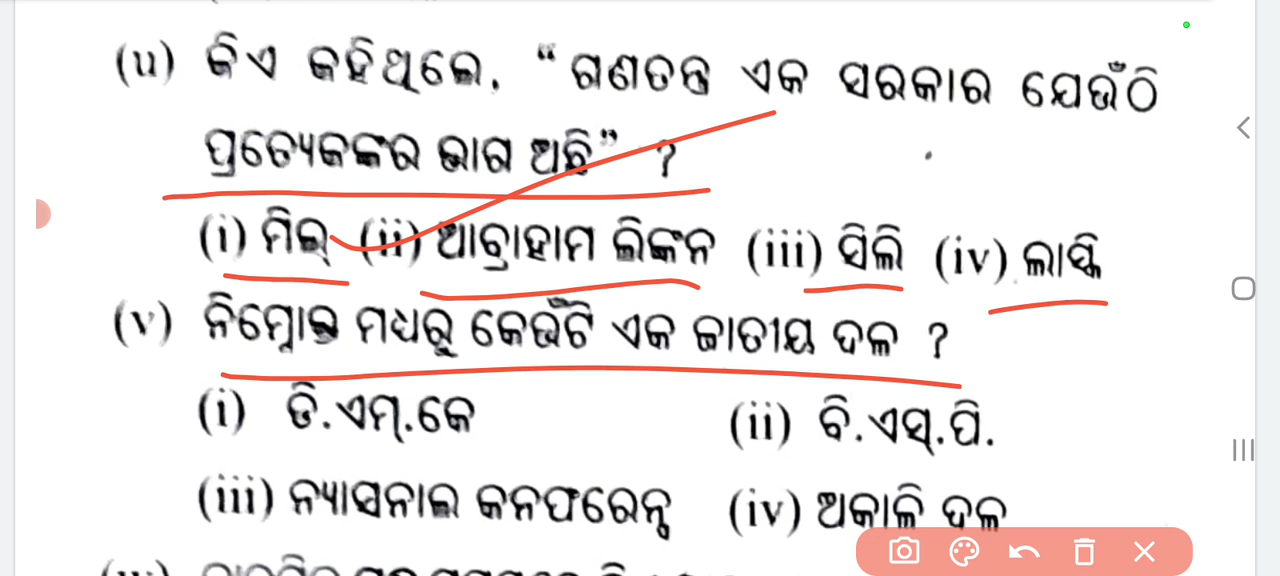 (u) କିଏ କହିଥିଲେ, “ଗଣତନ୍ତ୍ର ଏକ ସରକାର ଯେଉଁଠି
ପ୍ରତ୍ୟେକଙ୍କର ଭାଗ ଅଛି” ?
(i) ମିଲ୍ (ii) ଆବ୍ରାହାମ ଲିଙ୍କନ (iii) ସିଲି (iv) ଲାସ୍କି
(v) ନିମ୍ନୋକ୍ତ ମଧ୍ୟରୁ କେଉଁଟି ଏକ ଜାତୀୟ ଦଳ ?
(i) ଡି.ଏମ୍.କେ (ii) ବି.ଏସ୍.ପି.
(iii) ନ୍ୟାସନାଲ କନଫରେନ୍ସ (iv) ଅକାଳି ଦଳ